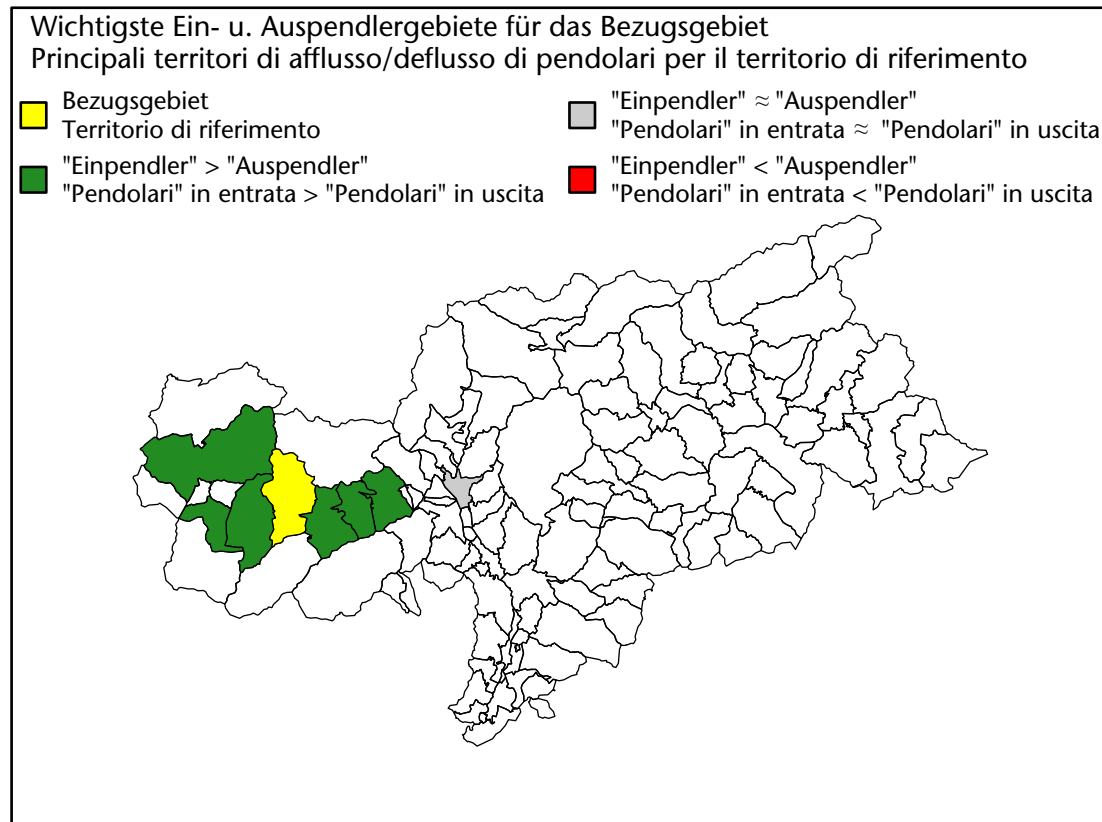 Wichtigste Ein- u. Auspendlergebiete für das Bezugsgebiet
Principali territori di afflusso/deflusso di pendolari per il territorio di riferimento
Bezugsgebiet
Territorio di riferimento
"Einpendler" > "Auspendler"
"Pendolari" in entrata > "Pendolari" in uscita
"Einpendler" ≈ "Auspendler"
"Pendolari" in entrata ≈ "Pendolari" in uscita
"Einpendler" < "Auspendler"
"Pendolari" in entrata < "Pendolari" in uscita